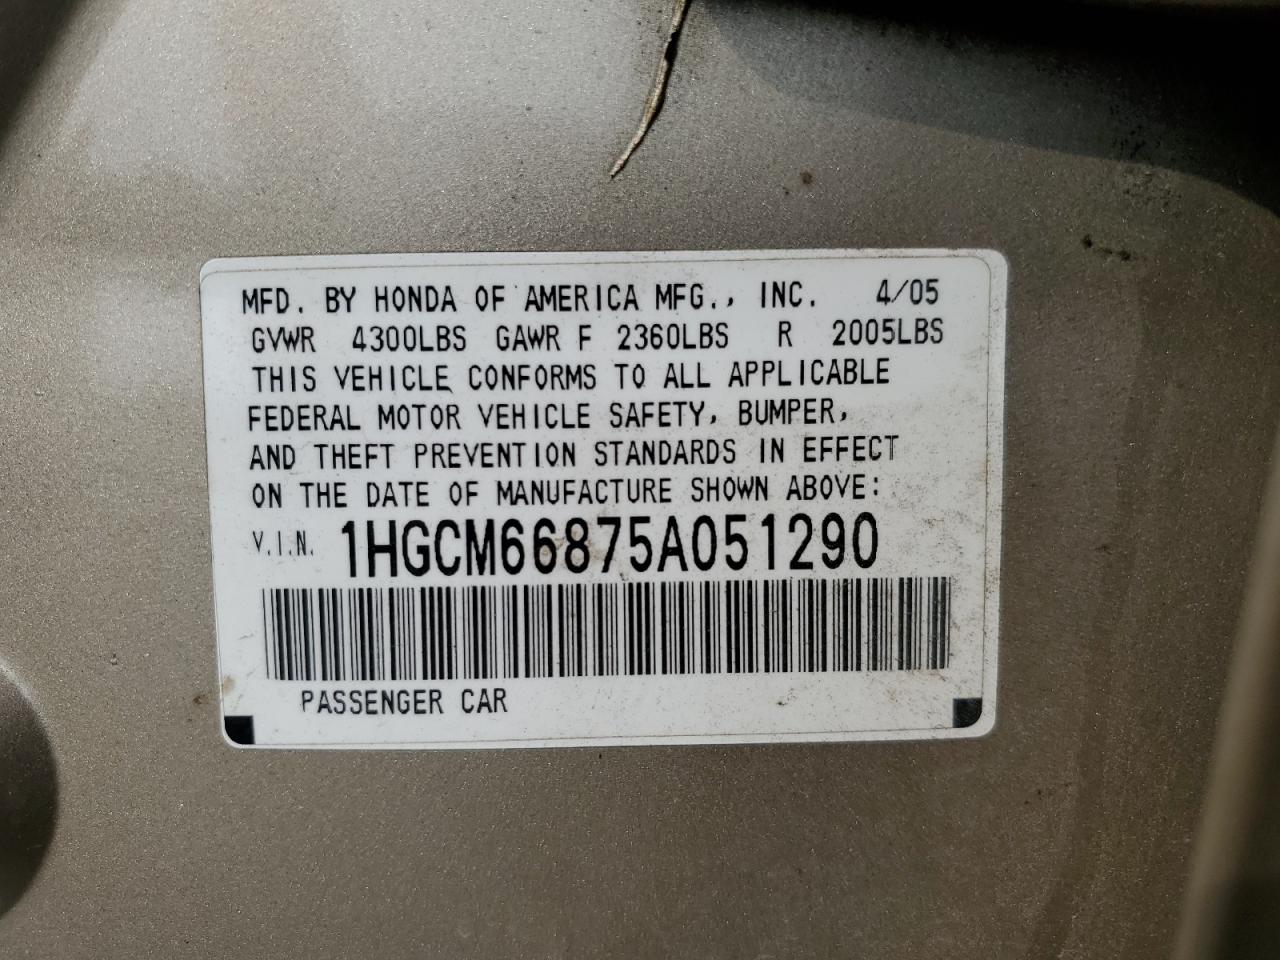 MFD. BY HONDA OF AMERICA MFG., INC. 4/05
GVWR 4300LBS GAWR F 2360LBS R 2005LBS
THIS VEHICLE CONFORMS TO ALL APPLICABLE
FEDERAL MOTOR VEHICLE SAFETY, BUMPER,
AND THEFT PREVENTION STANDARDS IN EFFECT
ON THE DATE OF MANUFACTURE SHOWN ABOVE:
V.I.N. 1HGCM66875A051290
PASSENGER CAR